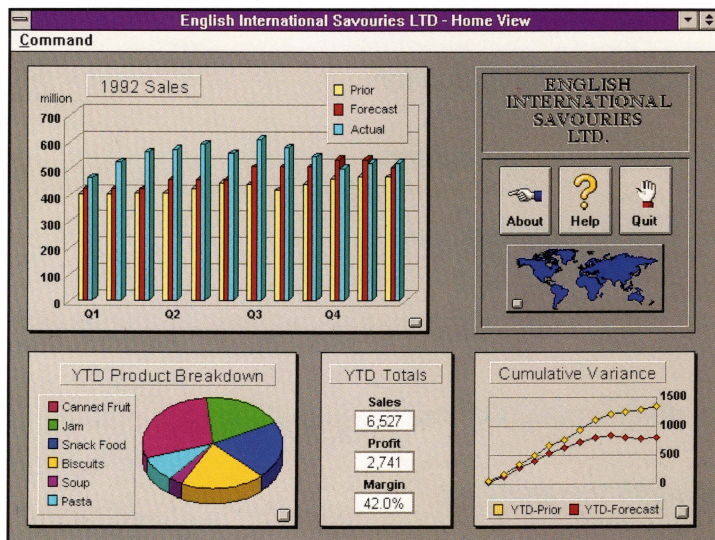 English International Savouries LTD - Home View
Command
1992 Sales
million
700
600
500
400
300
200
100
0
Q1 Q2 Q3 Q4
Prior
Forecast
Actual
ENGLISH
INTERNATIONAL
SAVOURIES
LTD.
About Help Quit
YTD Product Breakdown
Canned Fruit
Jam
Snack Food
Biscuits
Soup
Pasta
YTD Totals
Sales
6,527
Profit
2,741
Margin
42.0%
Cumulative Variance
1500
1000
500
0
YTD-Prior YTD-Forecast